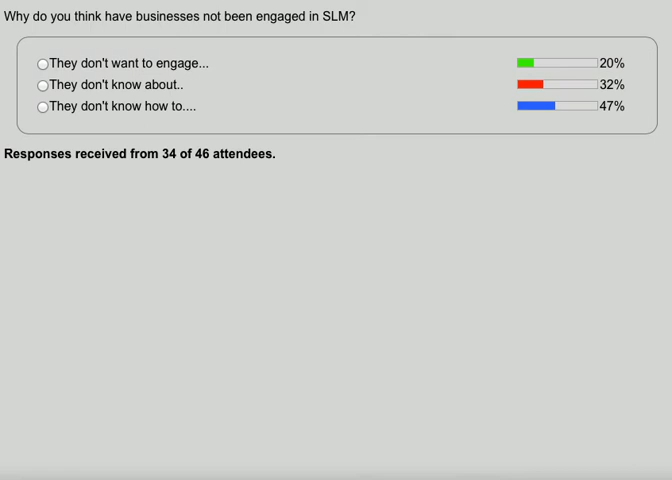 Why do you think have businesses not been engaged in SLM?
They don't want to engage... 20%
They don't know about.. 32%
They don't know how to.... 47%
Responses received from 34 of 46 attendees.